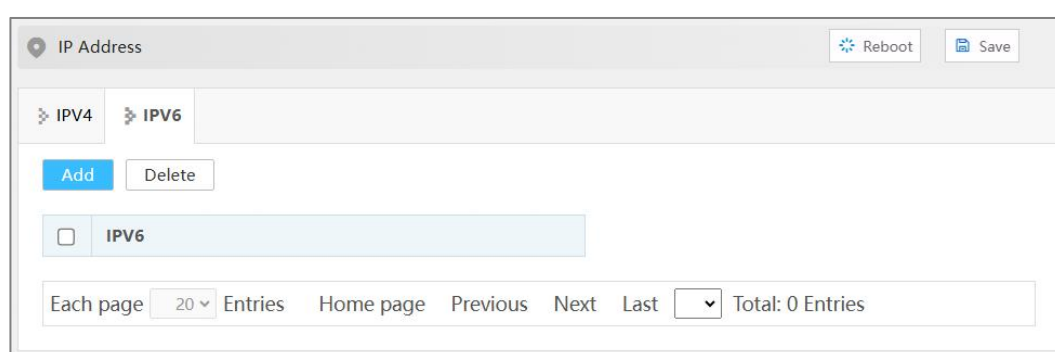 IP Address Reboot Save
IPV4 IPV6
Add Delete
IPV6
Each page 20 Entries Home page Previous Next Last Total: 0 Entries